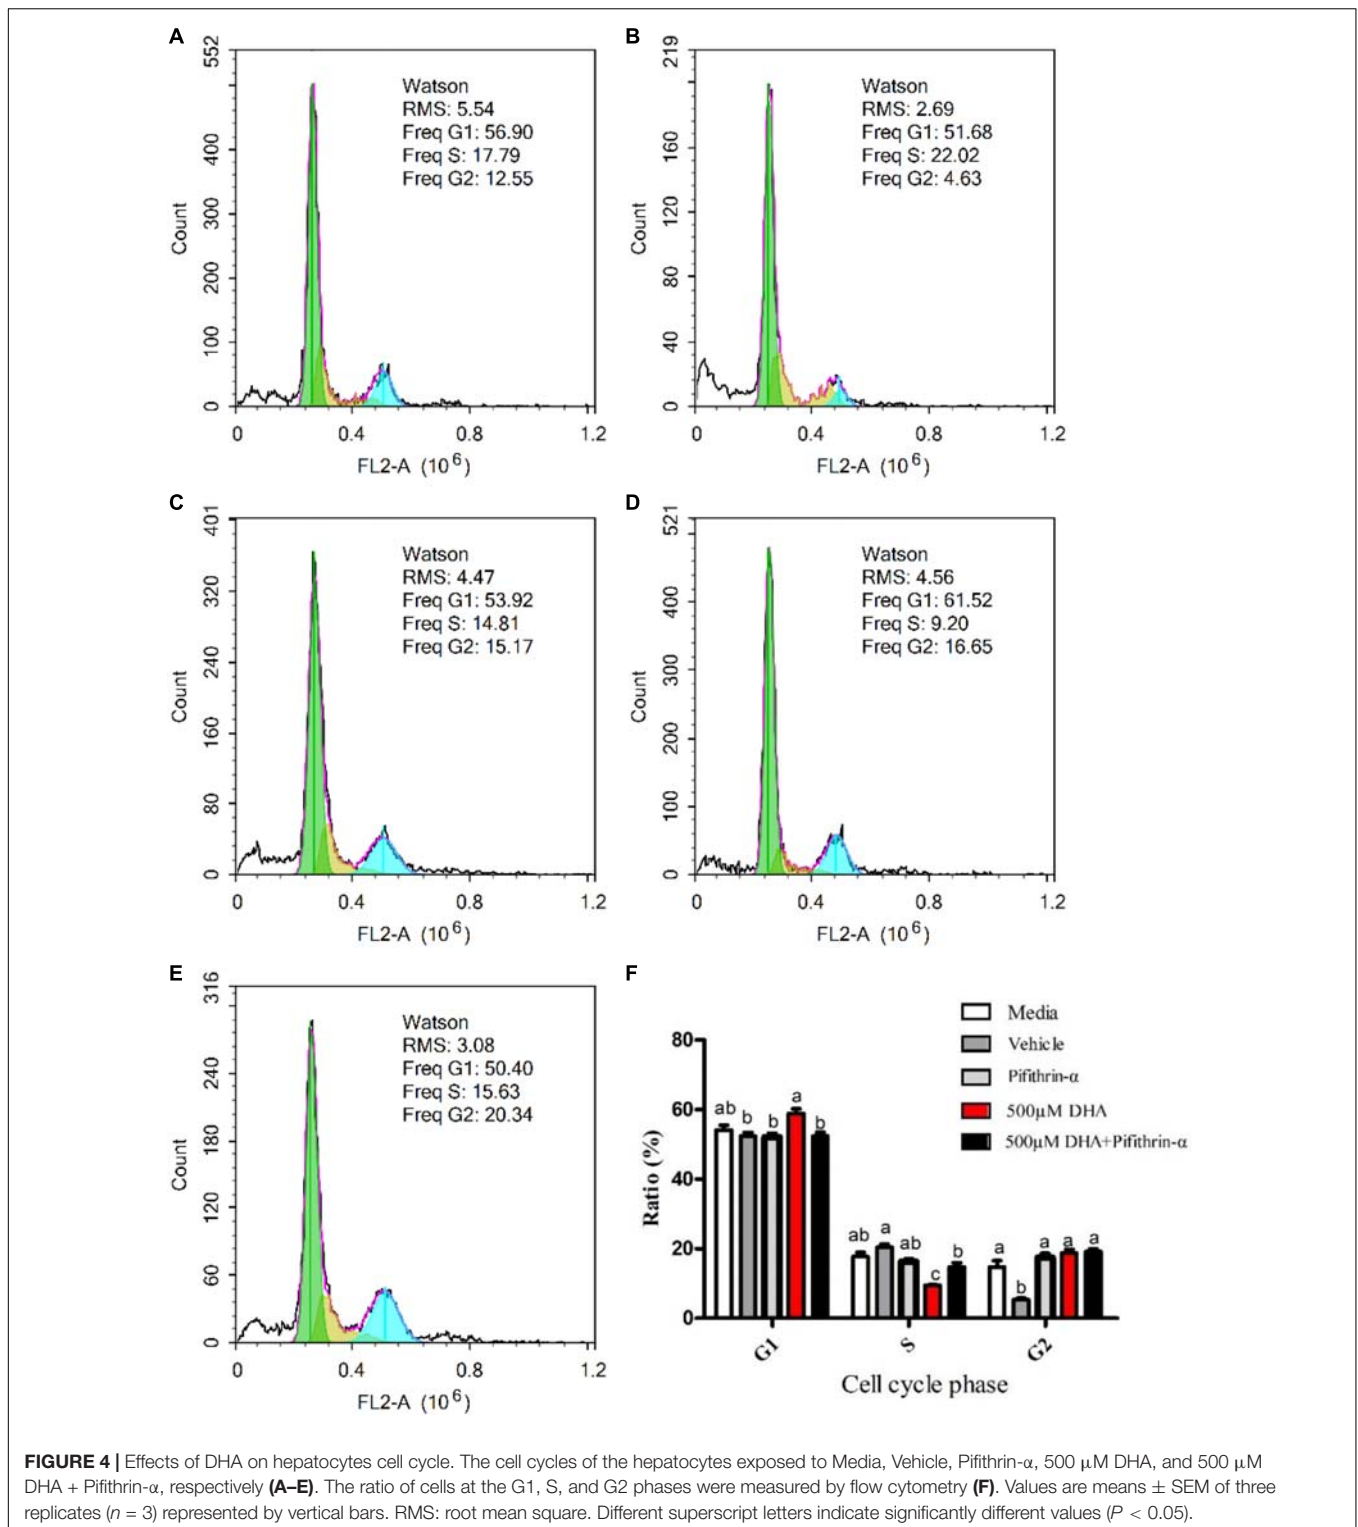 A
552
400
300
200
100
0
Count
Watson
RMS: 5.54
Freq G1: 56.90
Freq S: 17.79
Freq G2: 12.55
0 0.4 0.8 1.2
FL2-A (10 6)
B
219
160
120
80
40
0
Count
Watson
RMS: 2.69
Freq G1: 51.68
Freq S: 22.02
Freq G2: 4.63
0 0.4 0.8 1.2
FL2-A (10 6)
C
401
320
240
160
80
0
Count
Watson
RMS: 4.47
Freq G1: 53.92
Freq S: 14.81
Freq G2: 15.17
0 0.4 0.8 1.2
FL2-A (10 6)
D
521
400
300
200
100
0
Count
Watson
RMS: 4.56
Freq G1: 61.52
Freq S: 9.20
Freq G2: 16.65
0 0.4 0.8 1.2
FL2-A (10 6)
E
316
240
180
120
60
0
Count
Watson
RMS: 3.08
Freq G1: 50.40
Freq S: 15.63
Freq G2: 20.34
0 0.4 0.8 1.2
FL2-A (10 6)
F
Media
Vehicle
Pifithrin-α
500μM DHA
500μM DHA+Pifithrin-α
80
60
40
20
0
Ratio (%)
ab b b a b
ab a ab c b
a b a a a
G1 S G2
Cell cycle phase
FIGURE 4 | Effects of DHA on hepatocytes cell cycle. The cell cycles of the hepatocytes exposed to Media, Vehicle, Pifithrin-α, 500 μM DHA, and 500 μM
DHA + Pifithrin-α, respectively (A–E). The ratio of cells at the G1, S, and G2 phases were measured by flow cytometry (F). Values are means ± SEM of three
replicates (n = 3) represented by vertical bars. RMS: root mean square. Different superscript letters indicate significantly different values (P < 0.05).